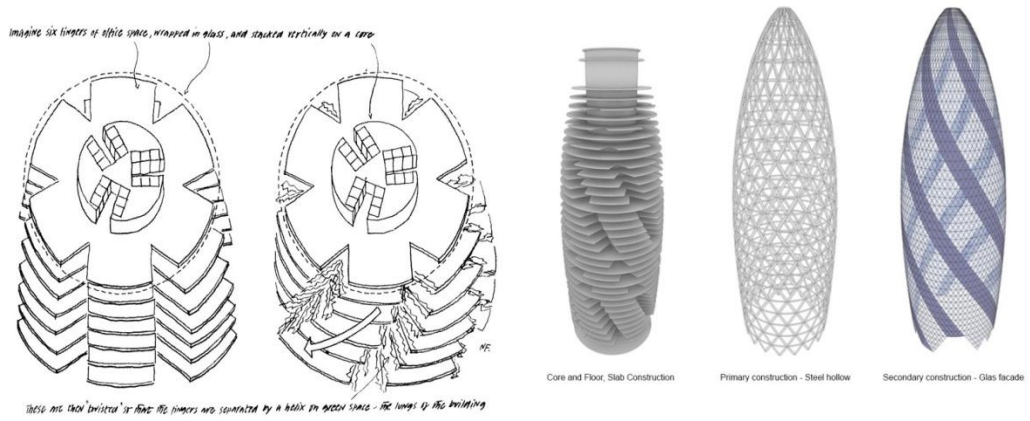 Imagine six fingers of office space, wrapped in glass, and stacked vertically on a core
NF.
These are then "twisted" so that the fingers are separated by a helix on green space - the lungs of the building
Core and Floor, Slab Construction
Primary construction - Steel hollow
Secondary construction - Glas facade